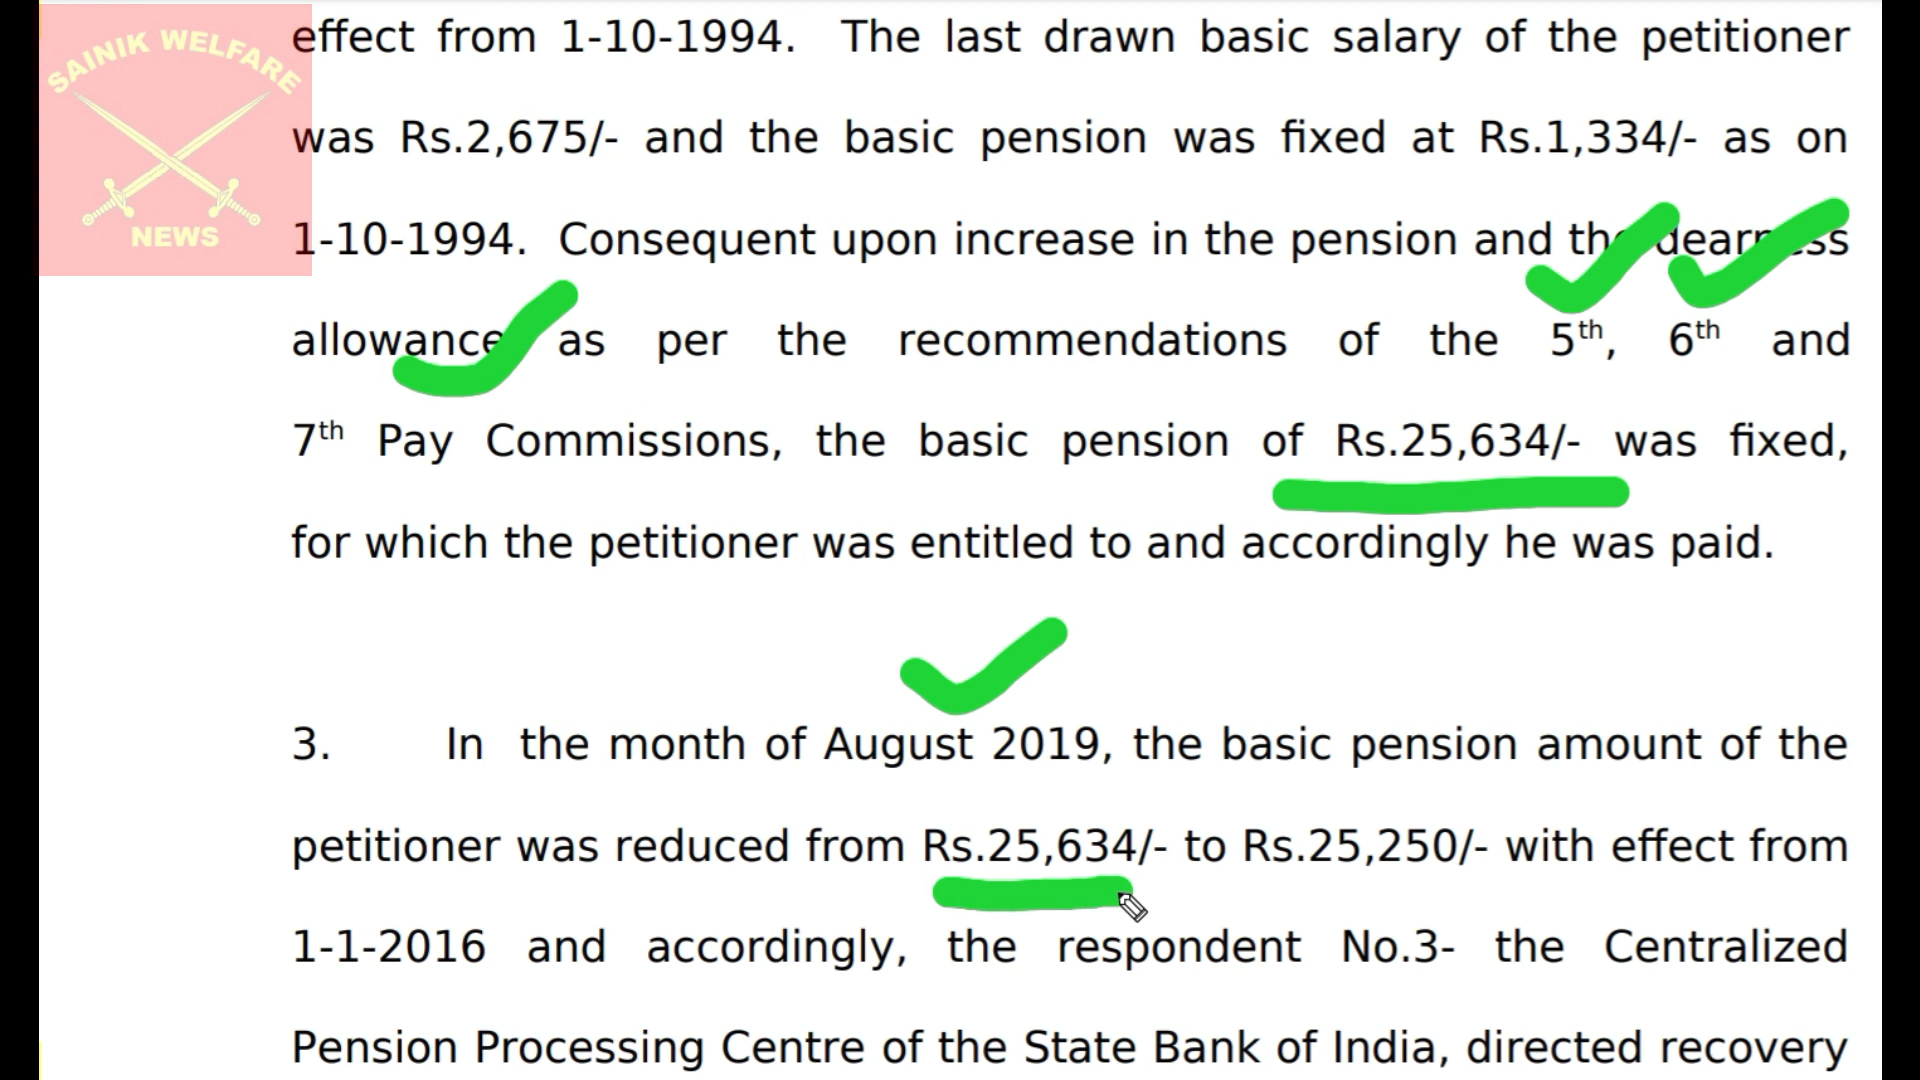 SAINIK WELFARE
NEWS
effect from 1-10-1994. The last drawn basic salary of the petitioner
was Rs.2,675/- and the basic pension was fixed at Rs.1,334/- as on
1-10-1994. Consequent upon increase in the pension and the dearness
allowance as per the recommendations of the 5th, 6th and
7th Pay Commissions, the basic pension of Rs.25,634/- was fixed,
for which the petitioner was entitled to and accordingly he was paid.
3. In the month of August 2019, the basic pension amount of the
petitioner was reduced from Rs.25,634/- to Rs.25,250/- with effect from
1-1-2016 and accordingly, the respondent No.3- the Centralized
Pension Processing Centre of the State Bank of India, directed recovery